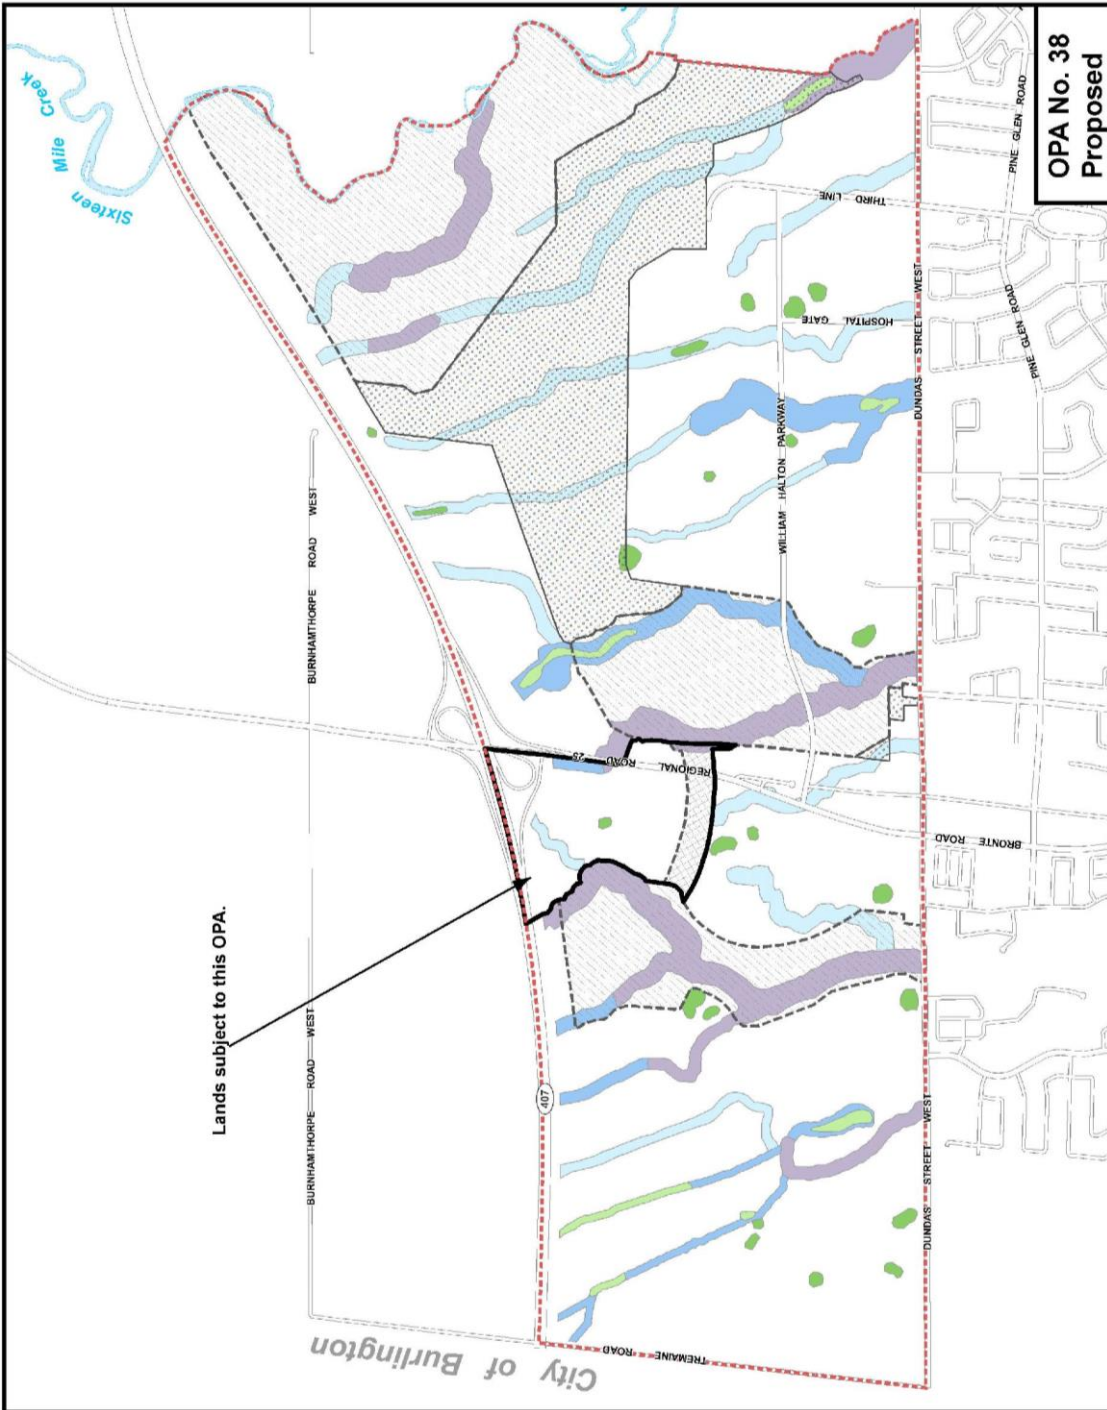 Sixteen
Mile
Creek
BURNHAMTHORPE ROAD WEST
BURNHAMTHORPE ROAD WEST
Lands subject to this OPA.
407
REGIONAL ROAD 25
THIRD LINE
HOSPITAL GATE
WILLIAM HALTON PARKWAY
DUNDAS STREET WEST
DUNDAS STREET WEST
PINE GLEN ROAD
PINE GLEN ROAD
BRONTE ROAD
TREMAINE ROAD
City of Burlington
OPA No. 38
Proposed